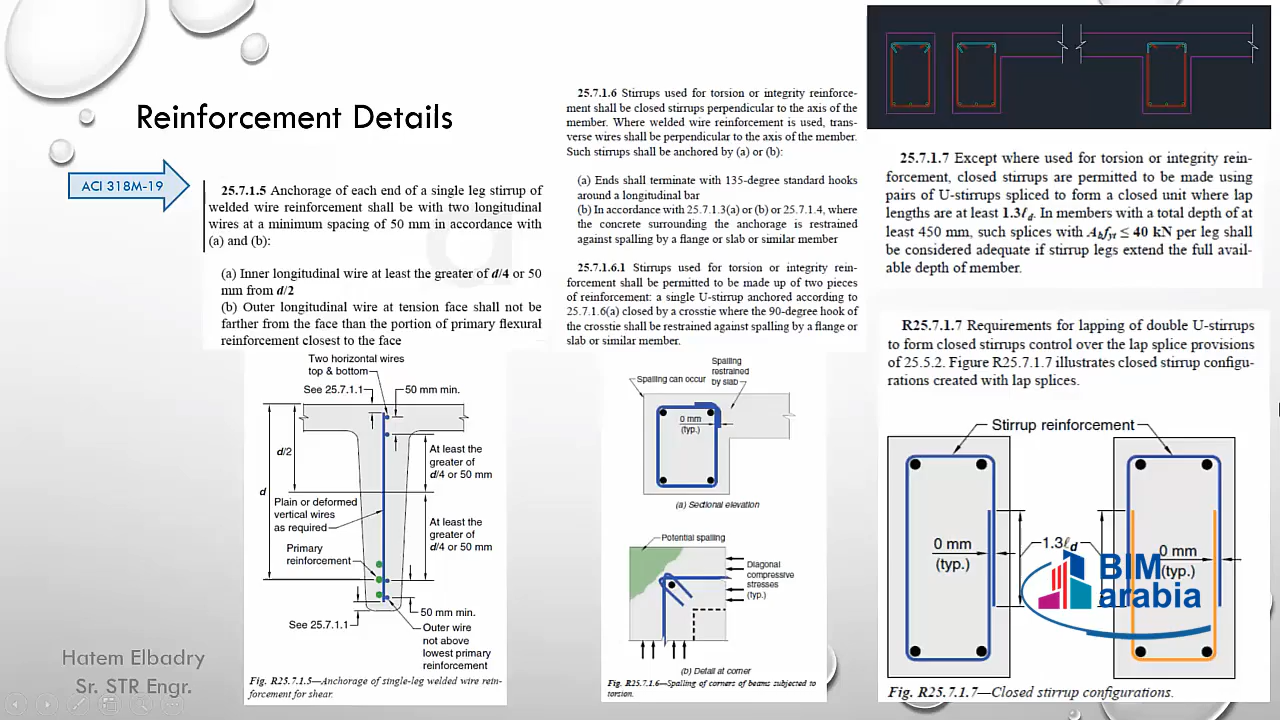 Reinforcement Details
ACI 318M-19
25.7.1.5 Anchorage of each end of a single leg stirrup of
welded wire reinforcement shall be with two longitudinal
wires at a minimum spacing of 50 mm in accordance with
(a) and (b):
(a) Inner longitudinal wire at least the greater of d/4 or 50
mm from d/2
(b) Outer longitudinal wire at tension face shall not be
farther from the face than the portion of primary flexural
reinforcement closest to the face
Two horizontal wires
top & bottom
See 25.7.1.1
50 mm min.
d/2
d
At least the
greater of
d/4 or 50 mm
Plain or deformed
vertical wires
as required
At least the
greater of
d/4 or 50 mm
Primary
reinforcement
50 mm min.
See 25.7.1.1
Outer wire
not above
lowest primary
reinforcement
Fig. R25.7.1.5—Anchorage of single-leg welded wire rein-
forcement for shear.
25.7.1.6 Stirrups used for torsion or integrity reinforce-
ment shall be closed stirrups perpendicular to the axis of the
member. Where welded wire reinforcement is used, trans-
verse wires shall be perpendicular to the axis of the member.
Such stirrups shall be anchored by (a) or (b):
(a) Ends shall terminate with 135-degree standard hooks
around a longitudinal bar
(b) In accordance with 25.7.1.3(a) or (b) or 25.7.1.4, where
the concrete surrounding the anchorage is restrained
against spalling by a flange or slab or similar member
25.7.1.6.1 Stirrups used for torsion or integrity rein-
forcement shall be permitted to be made up of two pieces
of reinforcement: a single U-stirrup anchored according to
25.7.1.6(a) closed by a crosstie where the 90-degree hook of
the crosstie shall be restrained against spalling by a flange or
slab or similar member.
Spalling can occur
Spalling
restrained
by slab
0 mm
(typ.)
(a) Sectional elevation
Potential spalling
Diagonal
compressive
stresses
(typ.)
(b) Detail at corner
Fig. R25.7.1.6—Spalling of corners of beams subjected to
torsion.
25.7.1.7 Except where used for torsion or integrity rein-
forcement, closed stirrups are permitted to be made using
pairs of U-stirrups spliced to form a closed unit where lap
lengths are at least 1.3ℓd. In members with a total depth of at
least 450 mm, such splices with Abfyt ≤ 40 kN per leg shall
be considered adequate if stirrup legs extend the full avail-
able depth of member.
R25.7.1.7 Requirements for lapping of double U-stirrups
to form closed stirrups control over the lap splice provisions
of 25.5.2. Figure R25.7.1.7 illustrates closed stirrup configu-
rations created with lap splices.
Stirrup reinforcement
0 mm
(typ.)
1.3ℓd
0 mm
(typ.)
BIM
arabia
Fig. R25.7.1.7—Closed stirrup configurations.
Hatem Elbadry
Sr. STR Engr.